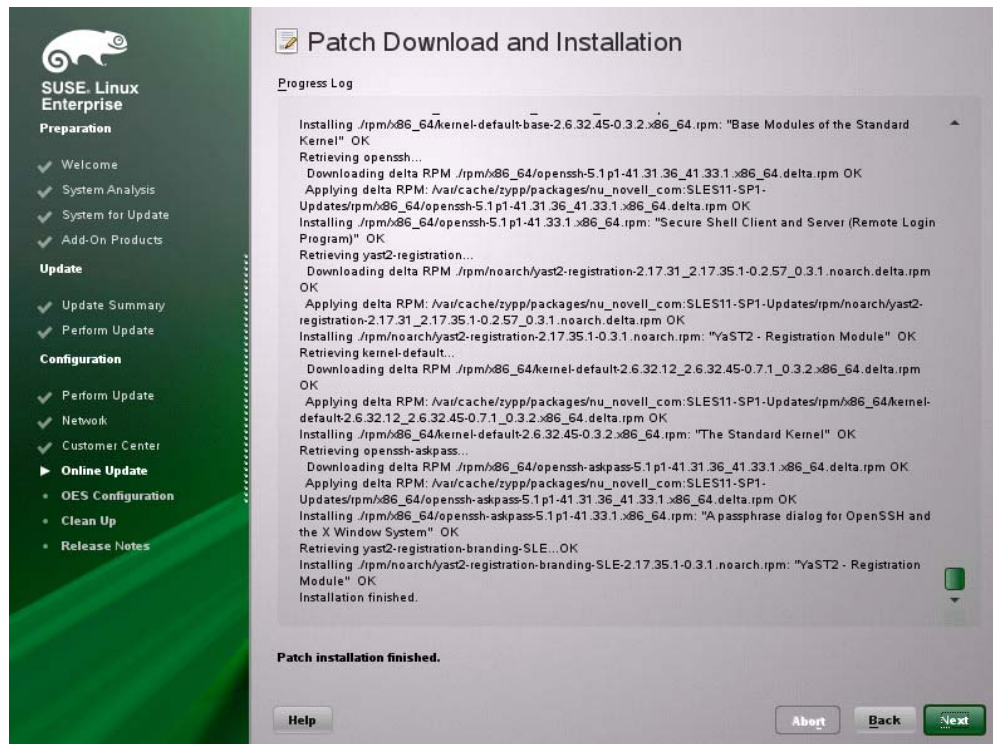 SUSE. Linux
Enterprise
Preparation
Welcome
System Analysis
System for Update
Add-On Products
Update
Update Summary
Perform Update
Configuration
Perform Update
Network
Customer Center
Online Update
OES Configuration
Clean Up
Release Notes
Patch Download and Installation
Progress Log
Installing ./rpm/x86_64/kernel-default-base-2.6.32.45-0.3.2.x86_64.rpm: "Base Modules of the Standard
Kernel" OK
Retrieving openssh...
Downloading delta RPM ./rpm/x86_64/openssh-5.1p1-41.31.36_41.33.1.x86_64.delta.rpm OK
Applying delta RPM: /var/cache/zypp/packages/nu_novell_com:SLES11-SP1-
Updates/rpm/x86_64/openssh-5.1p1-41.31.36_41.33.1.x86_64.delta.rpm OK
Installing ./rpm/x86_64/openssh-5.1p1-41.33.1.x86_64.rpm: "Secure Shell Client and Server (Remote Login
Program)" OK
Retrieving yast2-registration...
Downloading delta RPM ./rpm/noarch/yast2-registration-2.17.31_2.17.35.1-0.2.57_0.3.1.noarch.delta.rpm
OK
Applying delta RPM: /var/cache/zypp/packages/nu_novell_com:SLES11-SP1-Updates/rpm/noarch/yast2-
registration-2.17.31_2.17.35.1-0.2.57_0.3.1.noarch.delta.rpm OK
Installing ./rpm/noarch/yast2-registration-2.17.35.1-0.3.1.noarch.rpm: "YaST2 - Registration Module" OK
Retrieving kernel-default...
Downloading delta RPM ./rpm/x86_64/kernel-default-2.6.32.12_2.6.32.45-0.7.1_0.3.2.x86_64.delta.rpm
OK
Applying delta RPM: /var/cache/zypp/packages/nu_novell_com:SLES11-SP1-Updates/rpm/x86_64/kernel-
default-2.6.32.12_2.6.32.45-0.7.1_0.3.2.x86_64.delta.rpm OK
Installing ./rpm/x86_64/kernel-default-2.6.32.45-0.3.2.x86_64.rpm: "The Standard Kernel" OK
Retrieving openssh-askpass...
Downloading delta RPM ./rpm/x86_64/openssh-askpass-5.1p1-41.31.36_41.33.1.x86_64.delta.rpm OK
Applying delta RPM: /var/cache/zypp/packages/nu_novell_com:SLES11-SP1-
Updates/rpm/x86_64/openssh-askpass-5.1p1-41.31.36_41.33.1.x86_64.delta.rpm OK
Installing ./rpm/x86_64/openssh-askpass-5.1p1-41.33.1.x86_64.rpm: "A passphrase dialog for OpenSSH and
the X Window System" OK
Retrieving yast2-registration-branding-SLE...OK
Installing ./rpm/noarch/yast2-registration-branding-SLE-2.17.35.1-0.3.1.noarch.rpm: "YaST2 - Registration
Module" OK
Installation finished.
Patch installation finished.
Help
Abort
Back
Next